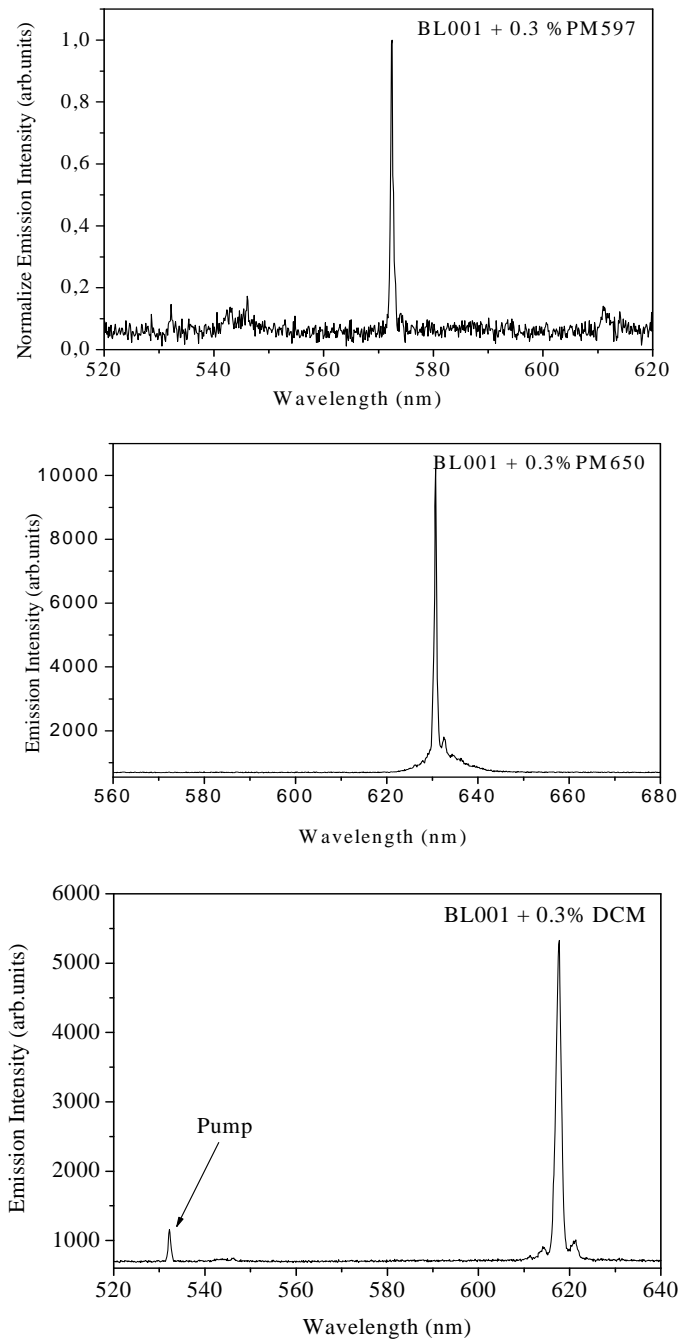 BL001 + 0.3 % PM597
Normalize Emission Intensity (arb.units)
1,0
0,8
0,6
0,4
0,2
0,0
520 540 560 580 600 620
Wavelength (nm)
BL001 + 0.3% PM650
Emission Intensity (arb.units)
10000
8000
6000
4000
2000
560 580 600 620 640 660 680
Wavelength (nm)
BL001 + 0.3% DCM
Emission Intensity (arb.units)
6000
5000
4000
3000
2000
1000
Pump
520 540 560 580 600 620 640
Wavelength (nm)